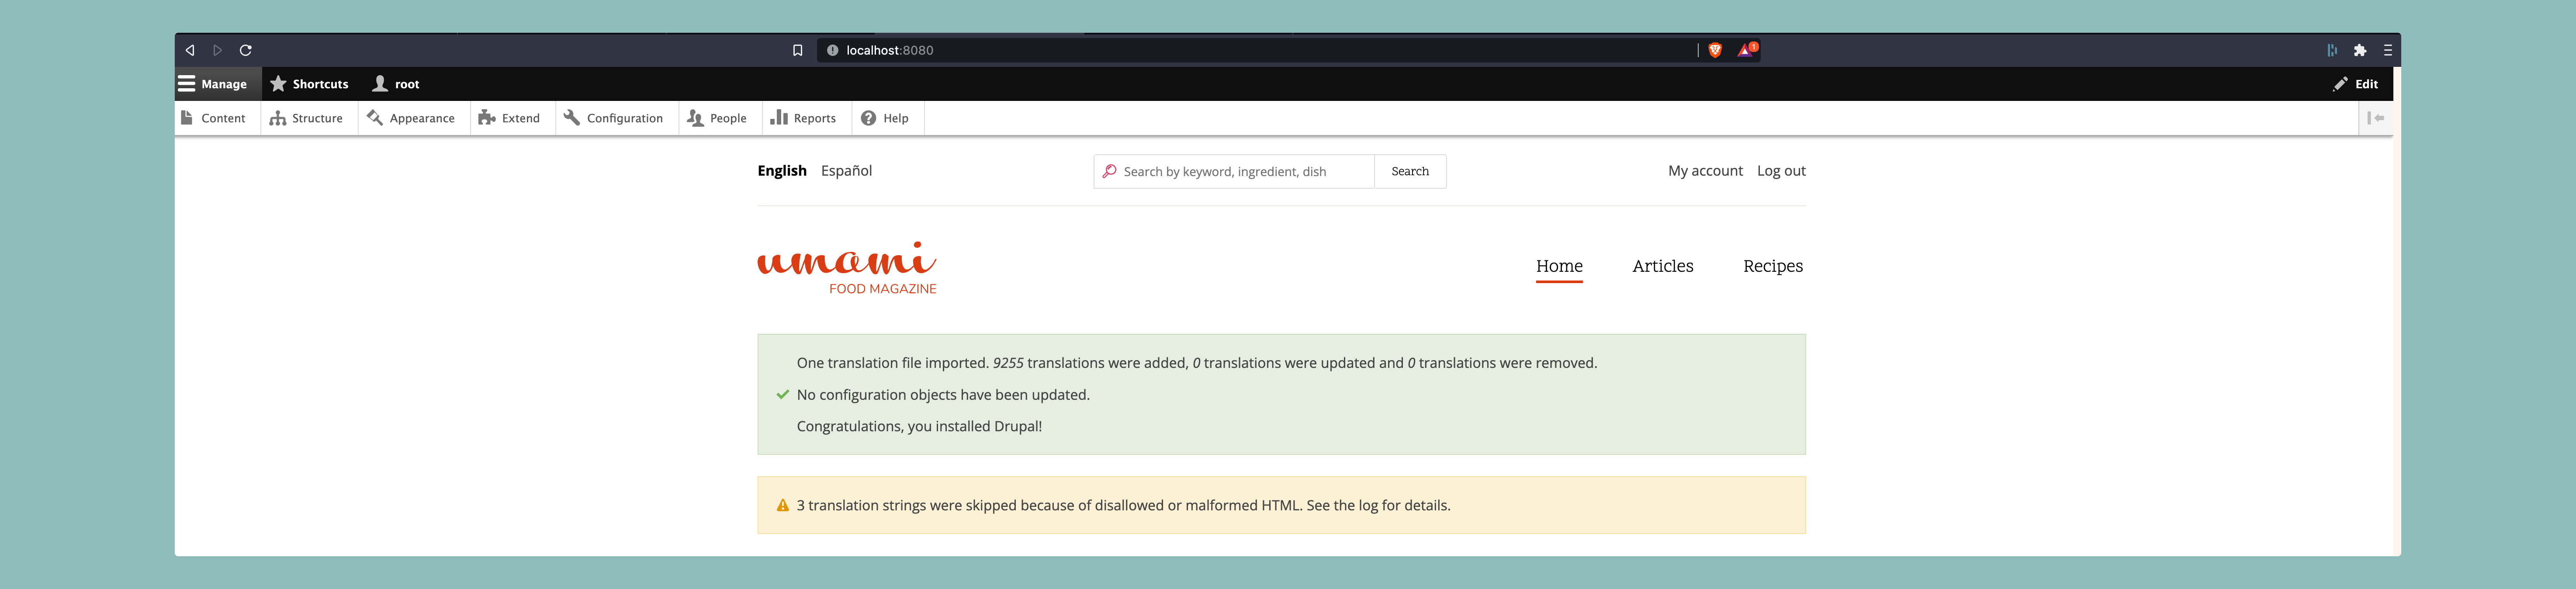 localhost:8080
1
Manage Shortcuts root Edit
Content Structure Appearance Extend Configuration People Reports Help
English Español Search by keyword, ingredient, dish Search My account Log out
umami
FOOD MAGAZINE
Home Articles Recipes
One translation file imported. 9255 translations were added, 0 translations were updated and 0 translations were removed.
No configuration objects have been updated.
Congratulations, you installed Drupal!
3 translation strings were skipped because of disallowed or malformed HTML. See the log for details.